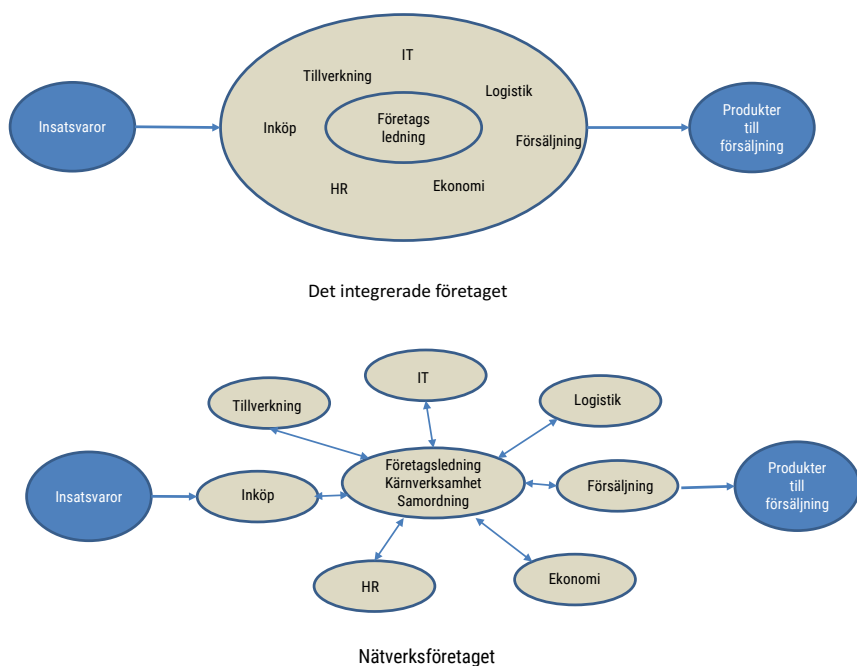 IT
Tillverkning
Logistik
Insatsvaror
Inköp
Företags
ledning
Försäljning
Produkter
till
försäljning
HR
Ekonomi
Det integrerade företaget
IT
Tillverkning
Logistik
Insatsvaror
Inköp
Företagsledning
Kärnverksamhet
Samordning
Försäljning
Produkter
till
försäljning
HR
Ekonomi
Nätverksföretaget